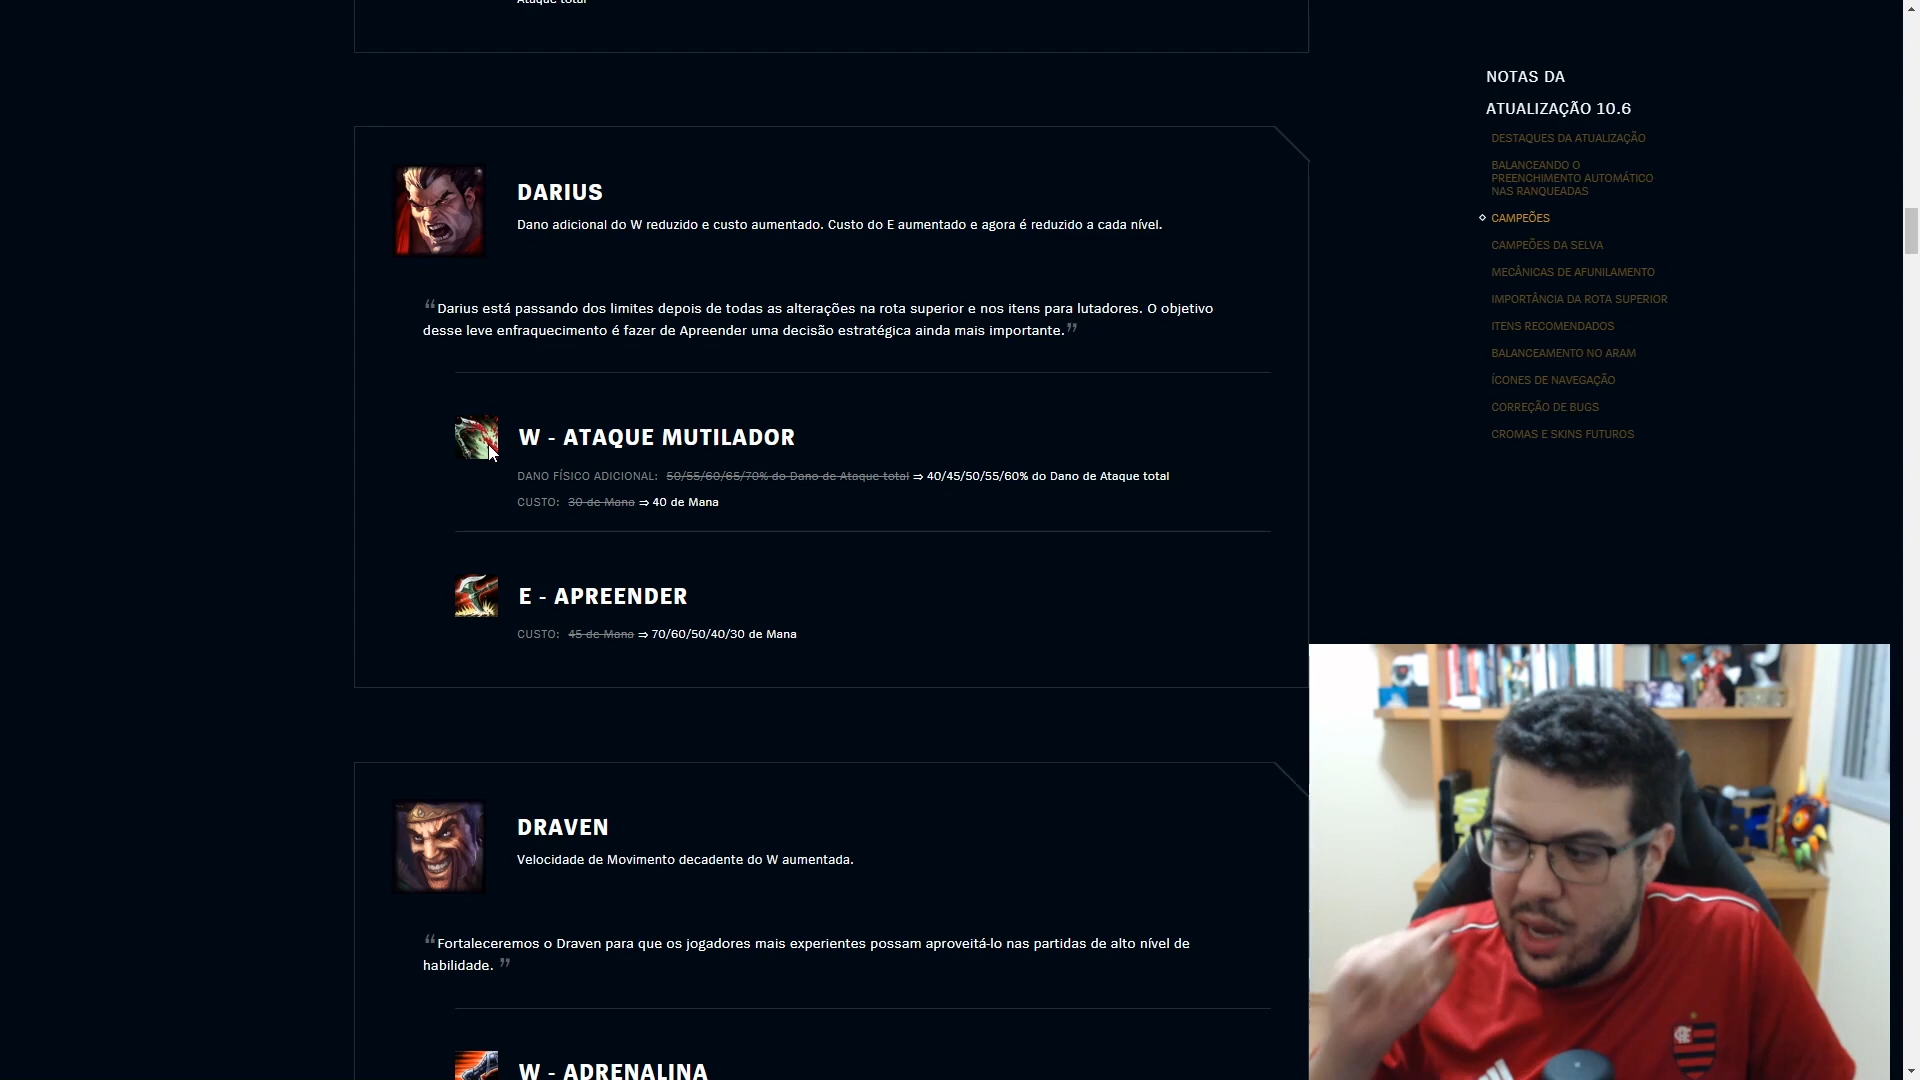 Ataque total
DARIUS
Dano adicional do W reduzido e custo aumentado. Custo do E aumentado e agora é reduzido a cada nível.
“Darius está passando dos limites depois de todas as alterações na rota superior e nos itens para lutadores. O objetivo
desse leve enfraquecimento é fazer de Apreender uma decisão estratégica ainda mais importante.”
W - ATAQUE MUTILADOR
DANO FÍSICO ADICIONAL: 50/55/60/65/70% do Dano de Ataque total ⇒ 40/45/50/55/60% do Dano de Ataque total
CUSTO: 30 de Mana ⇒ 40 de Mana
E - APREENDER
CUSTO: 45 de Mana ⇒ 70/60/50/40/30 de Mana
DRAVEN
Velocidade de Movimento decadente do W aumentada.
“Fortaleceremos o Draven para que os jogadores mais experientes possam aproveitá-lo nas partidas de alto nível de
habilidade. ”
W - ADRENALINA
NOTAS DA
ATUALIZAÇÃO 10.6
DESTAQUES DA ATUALIZAÇÃO
BALANCEANDO O
PREENCHIMENTO AUTOMÁTICO
NAS RANQUEADAS
CAMPEÕES
CAMPEÕES DA SELVA
MECÂNICAS DE AFUNILAMENTO
IMPORTÂNCIA DA ROTA SUPERIOR
ITENS RECOMENDADOS
BALANCEAMENTO NO ARAM
ÍCONES DE NAVEGAÇÃO
CORREÇÃO DE BUGS
CROMAS E SKINS FUTUROS